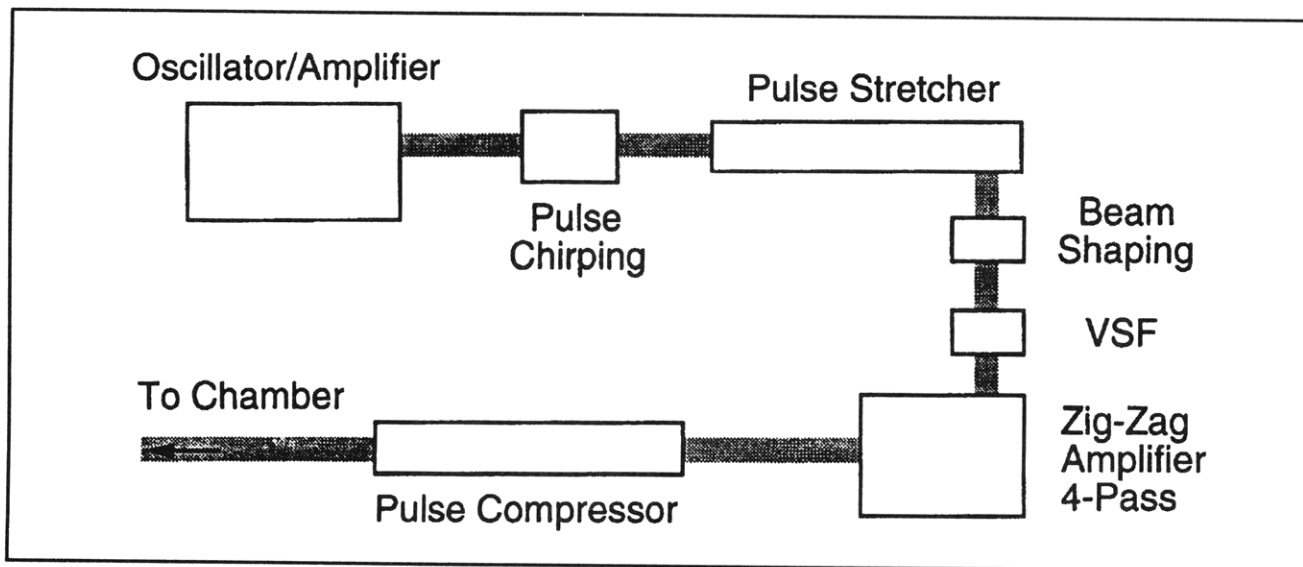 Oscillator/Amplifier
Pulse Stretcher
Pulse
Chirping
Beam
Shaping
VSF
Zig-Zag
Amplifier
4-Pass
To Chamber
Pulse Compressor